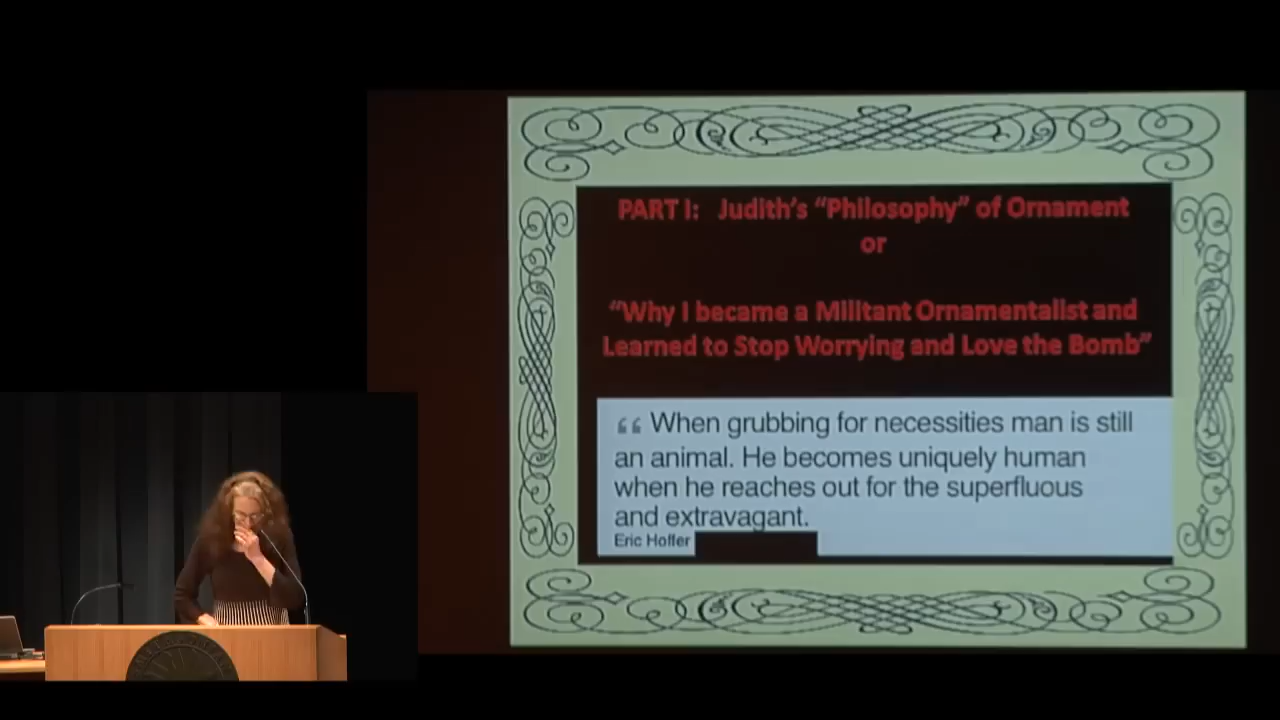 PART I: Judith's “Philosophy” of Ornament
or
“Why I became a Militant Ornamentalist and
Learned to Stop Worrying and Love the Bomb”
“ When grubbing for necessities man is still
an animal. He becomes uniquely human
when he reaches out for the superfluous
and extravagant.
Eric Hoffer